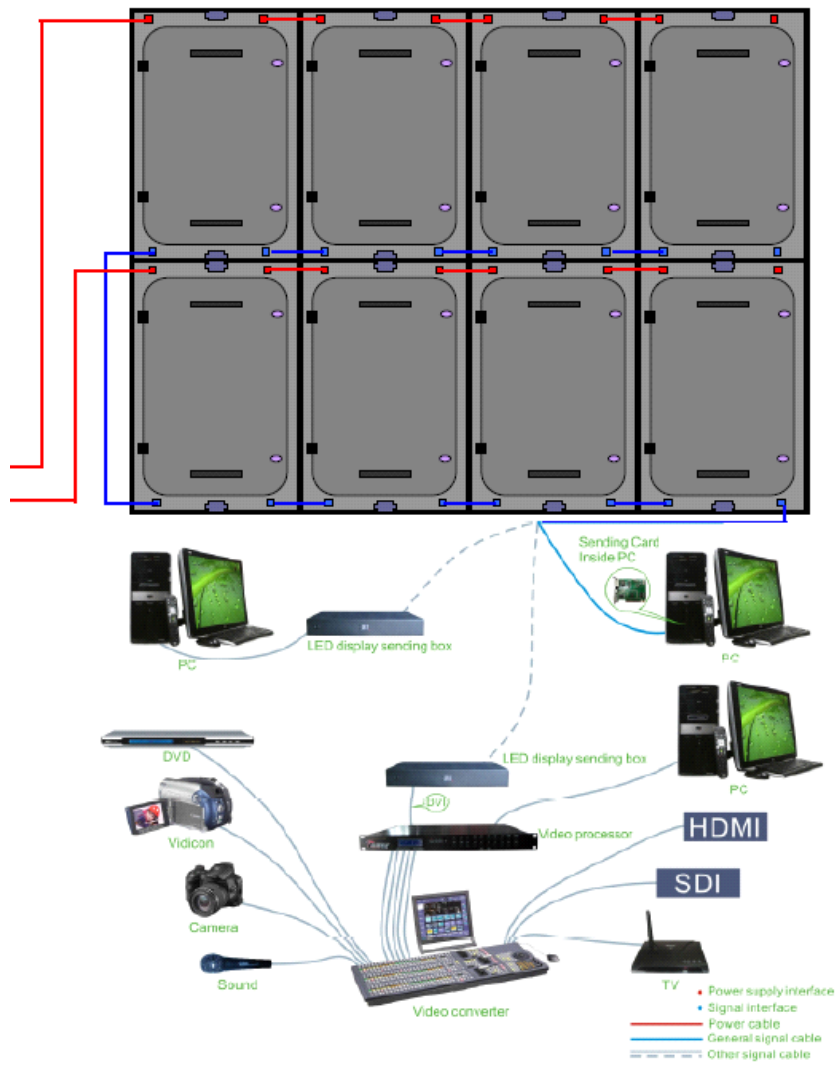 Sending Card
Inside PC
PC
LED display sending box
PC
DVD
LED display sending box
PC
DVI
Vidicon
Video processor
HDMI
SDI
Camera
Sound
TV
Video converter
Power supply interface
Signal interface
Power cable
General signal cable
Other signal cable